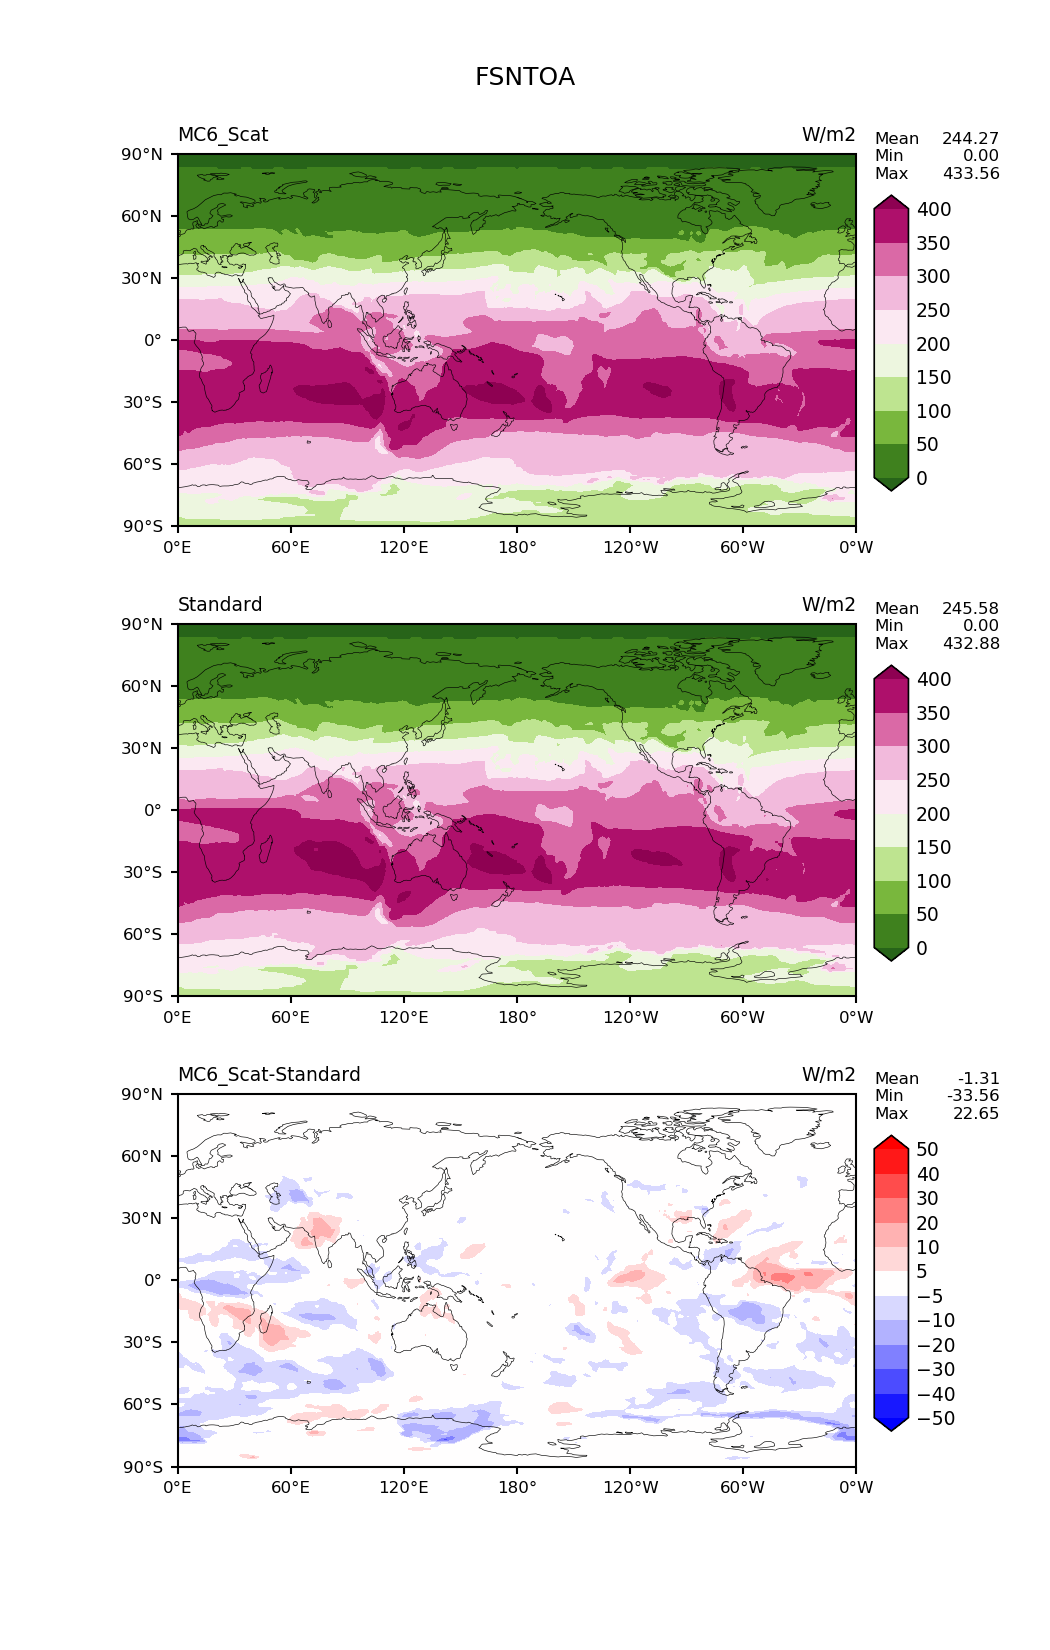 FSNTOA
MC6_Scat W/m2
Mean 244.27
Min 0.00
Max 433.56
90°N
60°N
30°N
0°
30°S
60°S
90°S
0°E 60°E 120°E 180° 120°W 60°W 0°W
400
350
300
250
200
150
100
50
0
Standard W/m2
Mean 245.58
Min 0.00
Max 432.88
90°N
60°N
30°N
0°
30°S
60°S
90°S
0°E 60°E 120°E 180° 120°W 60°W 0°W
400
350
300
250
200
150
100
50
0
MC6_Scat-Standard W/m2
Mean -1.31
Min -33.56
Max 22.65
90°N
60°N
30°N
0°
30°S
60°S
90°S
0°E 60°E 120°E 180° 120°W 60°W 0°W
50
40
30
20
10
5
−5
−10
−20
−30
−40
−50